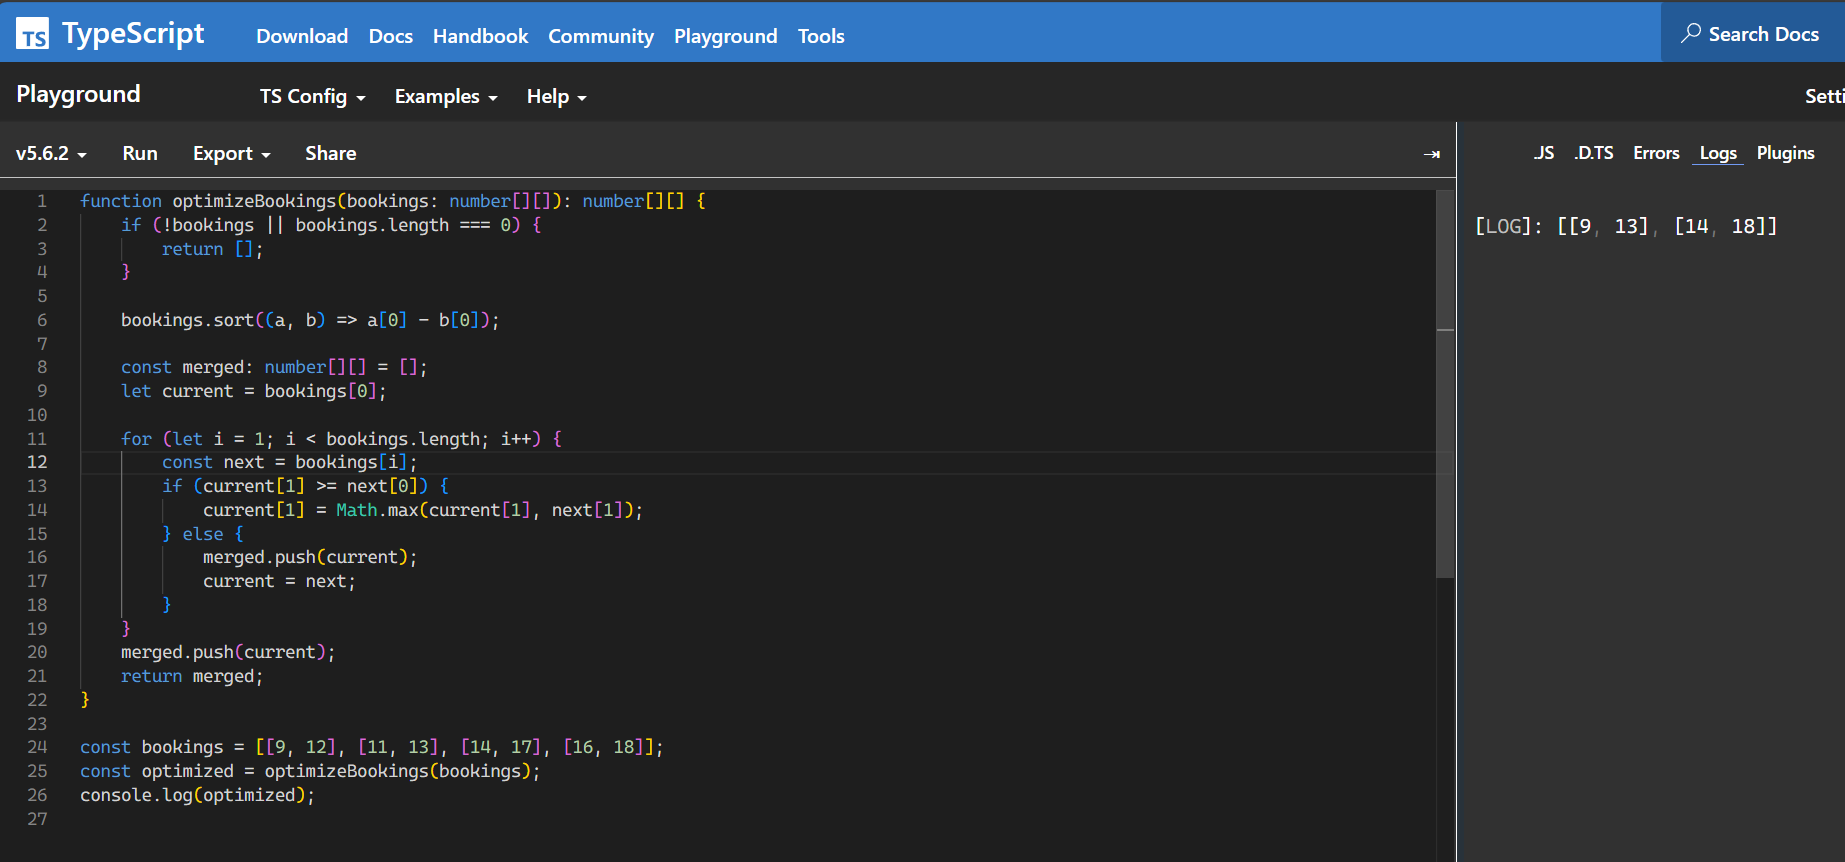 TS TypeScript Download Docs Handbook Community Playground Tools Search Docs
Playground TS Config Examples Help Setti
v5.6.2 Run Export Share .JS .D.TS Errors Logs Plugins
1 function optimizeBookings(bookings: number[][]): number[][] {
2     if (!bookings || bookings.length === 0) {
3         return [];
4     }
5
6     bookings.sort((a, b) => a[0] - b[0]);
7
8     const merged: number[][] = [];
9     let current = bookings[0];
10
11     for (let i = 1; i < bookings.length; i++) {
12         const next = bookings[i];
13         if (current[1] >= next[0]) {
14             current[1] = Math.max(current[1], next[1]);
15         } else {
16             merged.push(current);
17             current = next;
18         }
19     }
20     merged.push(current);
21     return merged;
22 }
23
24 const bookings = [[9, 12], [11, 13], [14, 17], [16, 18]];
25 const optimized = optimizeBookings(bookings);
26 console.log(optimized);
27
[LOG]: [[9, 13], [14, 18]]